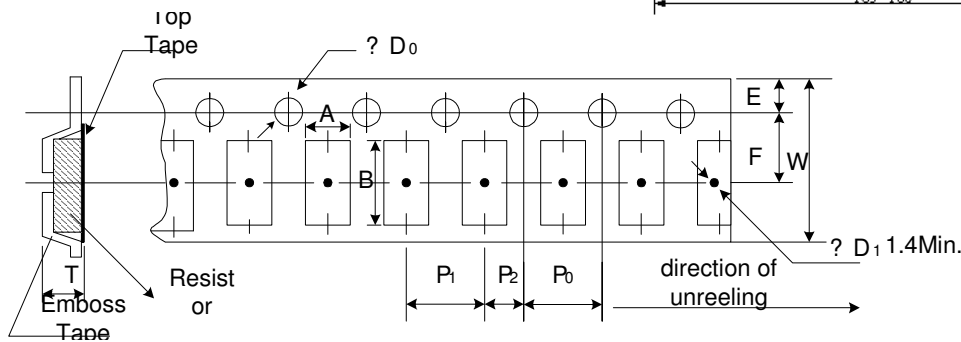 Top
Tape
? D0
A
E
F
W
B
? D1 1.4Min.
T
P1
P2
P0
direction of
unreeling
Resist
or
Emboss
Tape